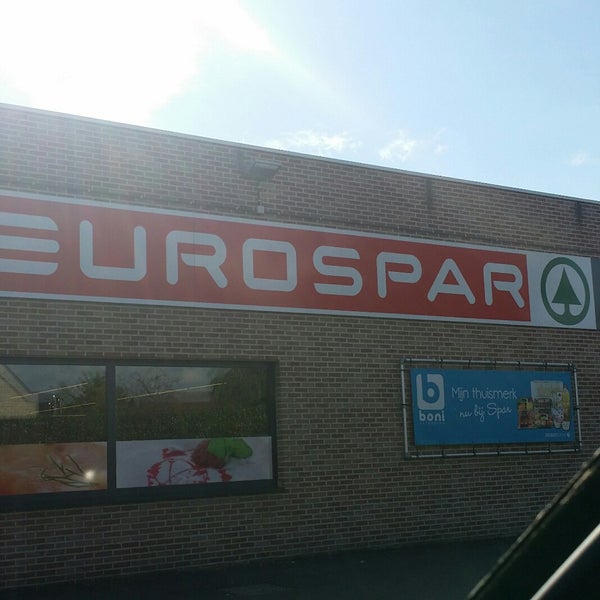 EUROSPAR
boni
Mijn thuismerk
nu bij Spar